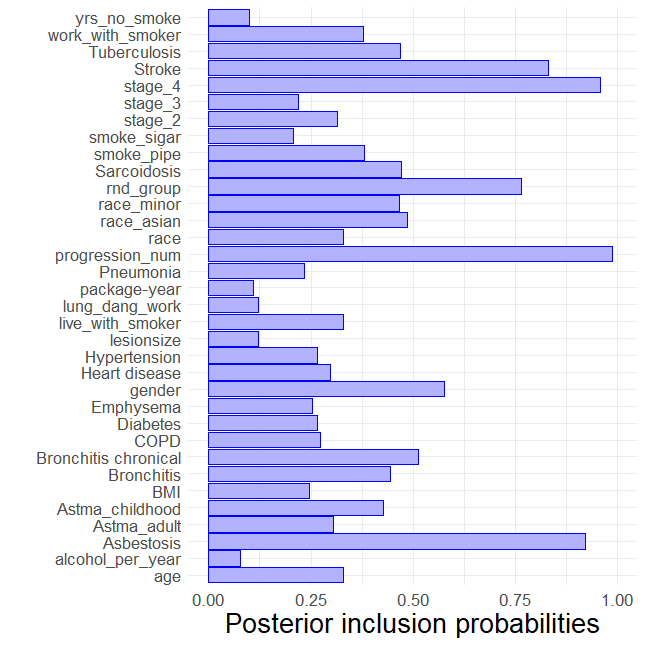 yrs_no_smoke
work_with_smoker
Tuberculosis
Stroke
stage_4
stage_3
stage_2
smoke_sigar
smoke_pipe
Sarcoidosis
rnd_group
race_minor
race_asian
race
progression_num
Pneumonia
package-year
lung_dang_work
live_with_smoker
lesionsize
Hypertension
Heart disease
gender
Emphysema
Diabetes
COPD
Bronchitis chronical
Bronchitis
BMI
Astma_childhood
Astma_adult
Asbestosis
alcohol_per_year
age
0.00 0.25 0.50 0.75 1.00
Posterior inclusion probabilities